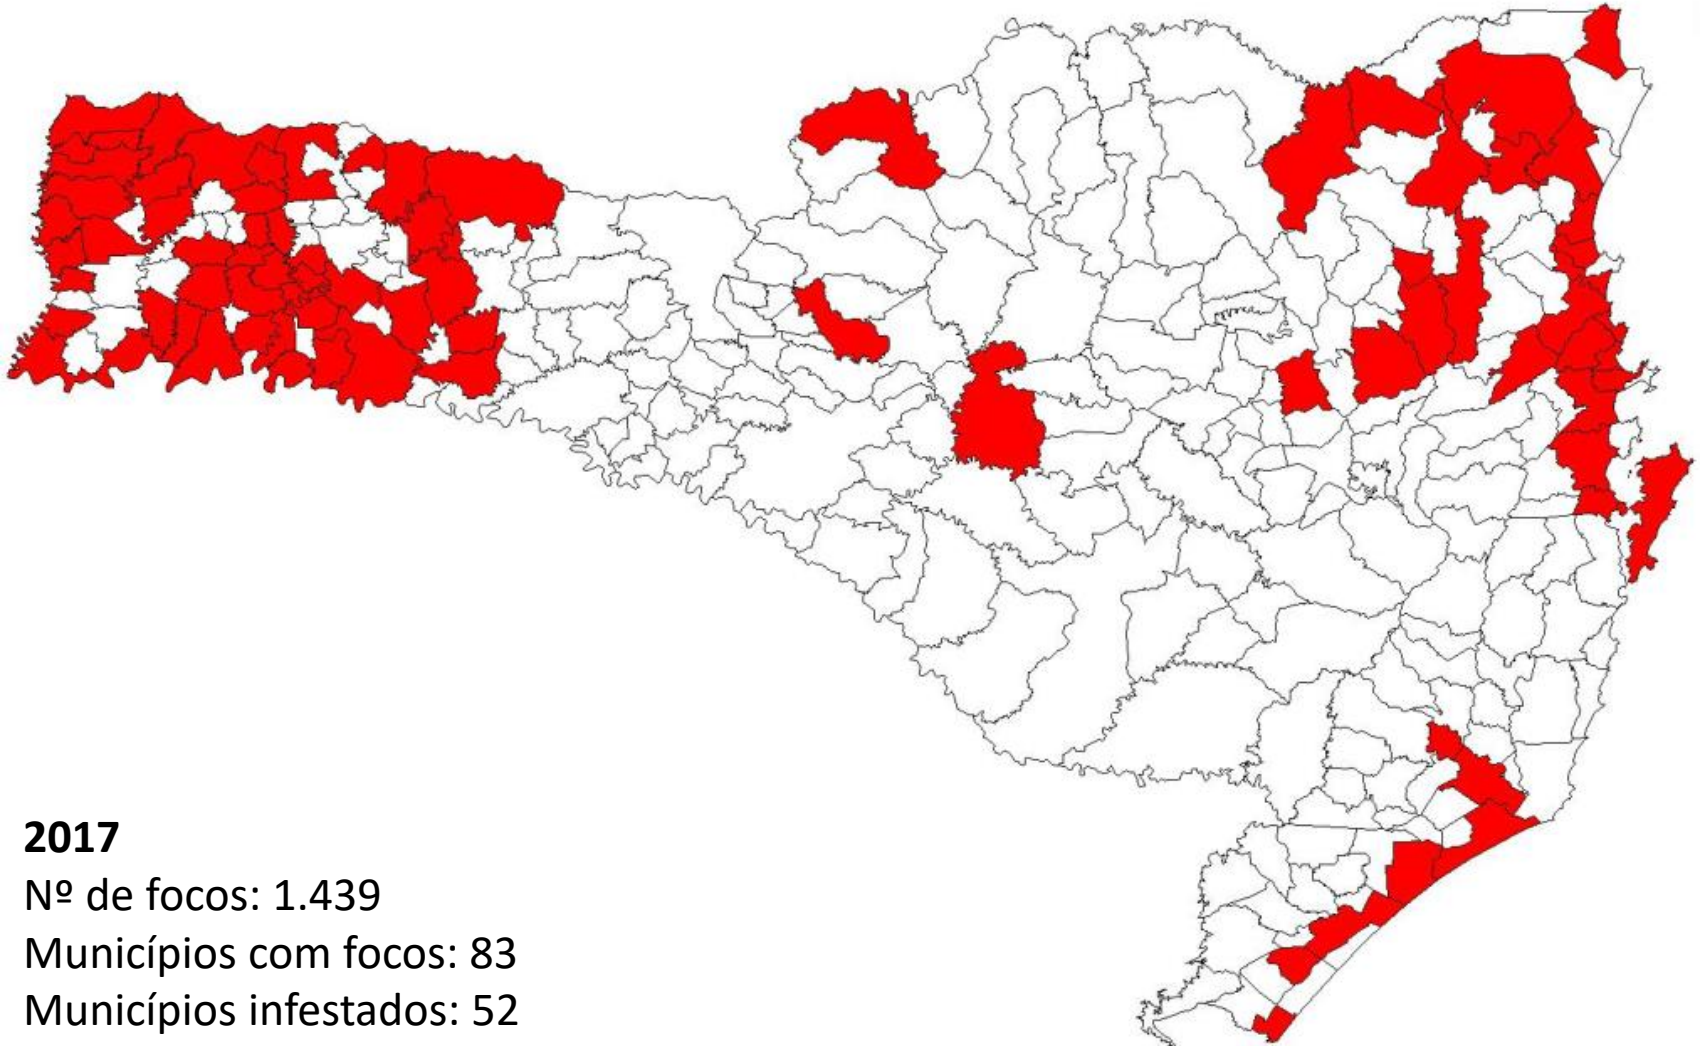 2017
Nº de focos: 1.439
Municípios com focos: 83
Municípios infestados: 52